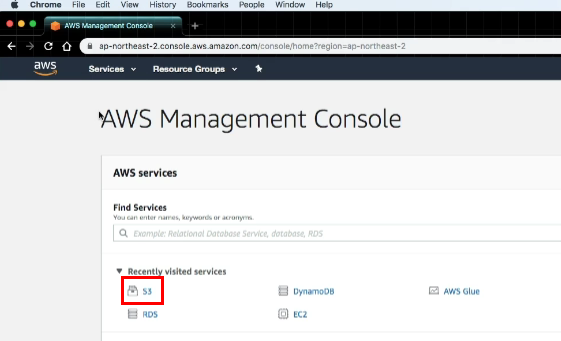 Chrome File Edit View History Bookmarks People Window Help
AWS Management Console
ap-northeast-2.console.aws.amazon.com/console/home?region=ap-northeast-2
aws Services Resource Groups
AWS Management Console
AWS services
Find Services
You can enter names, keywords or acronyms.
Example: Relational Database Service, database, RDS
Recently visited services
S3 DynamoDB AWS Glue
RDS EC2